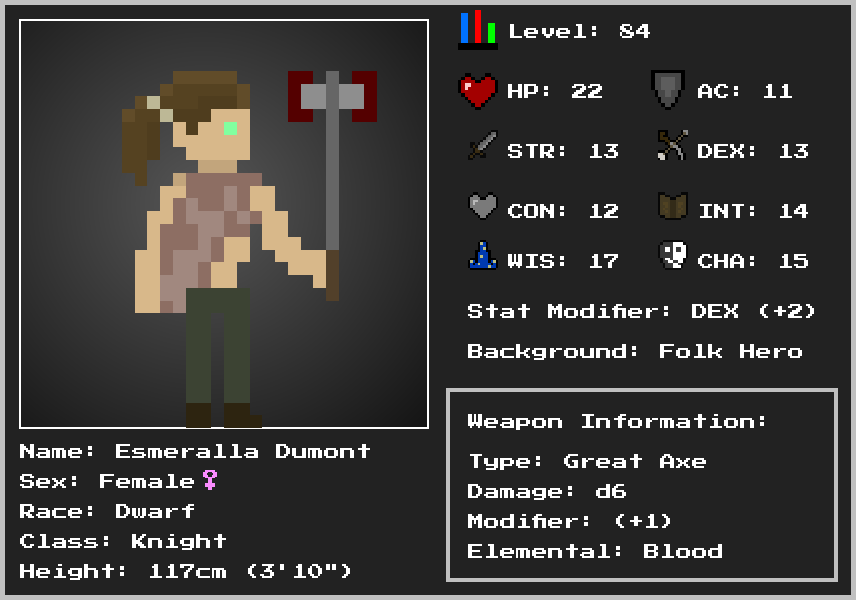 Level: 84
HP: 22
AC: 11
STR: 13
DEX: 13
CON: 12
INT: 14
WIS: 17
CHA: 15
Stat Modifier: DEX (+2)
Background: Folk Hero
Weapon Information:
Type: Great Axe
Damage: d6
Modifier: (+1)
Elemental: Blood
Name: Esmeralla Dumont
Sex: Female♀
Race: Dwarf
Class: Knight
Height: 117cm (3'10")